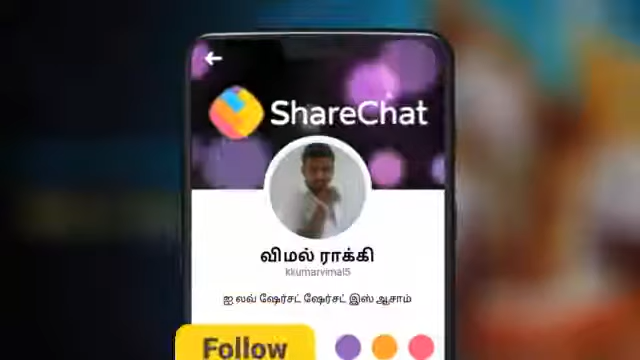 ShareChat
விமல் ராக்கி
kkumarvimal5
ஐ லவ் ஷேர்சட் ஷேர்சட் இஸ் ஆசாம்
Follow